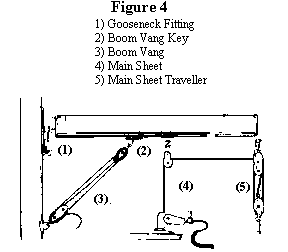 Figure 4
1) Gooseneck Fitting
2) Boom Vang Key
3) Boom Vang
4) Main Sheet
5) Main Sheet Traveller
(1)
(2)
(3)
(4)
(5)